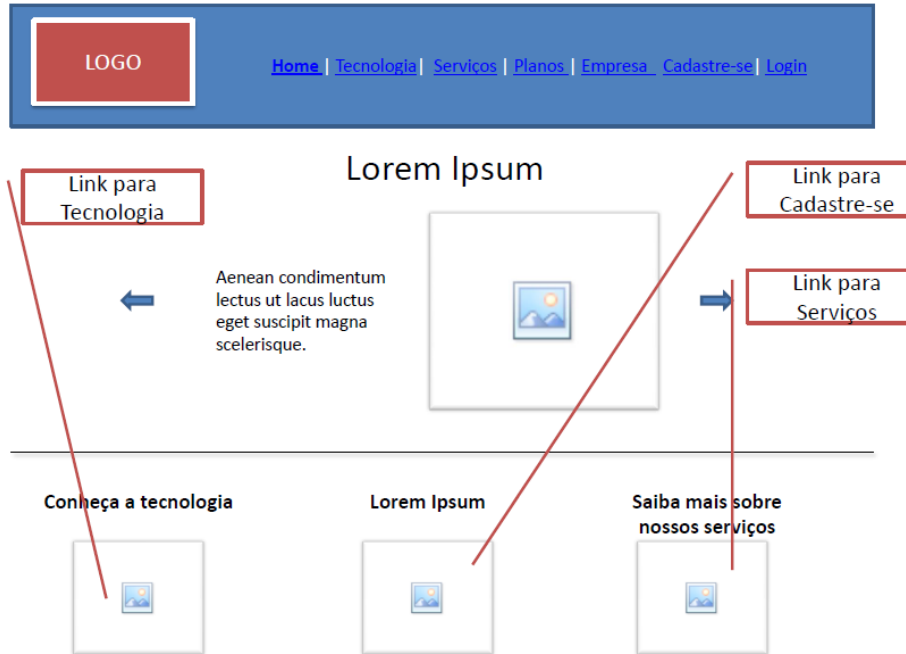 LOGO
Home | Tecnologia | Serviços | Planos | Empresa Cadastre-se | Login
Lorem Ipsum
Link para
Tecnologia
Link para
Cadastre-se
Aenean condimentum
lectus ut lacus luctus
eget suscipit magna
scelerisque.
Link para
Serviços
Conheça a tecnologia
Lorem Ipsum
Saiba mais sobre
nossos serviços